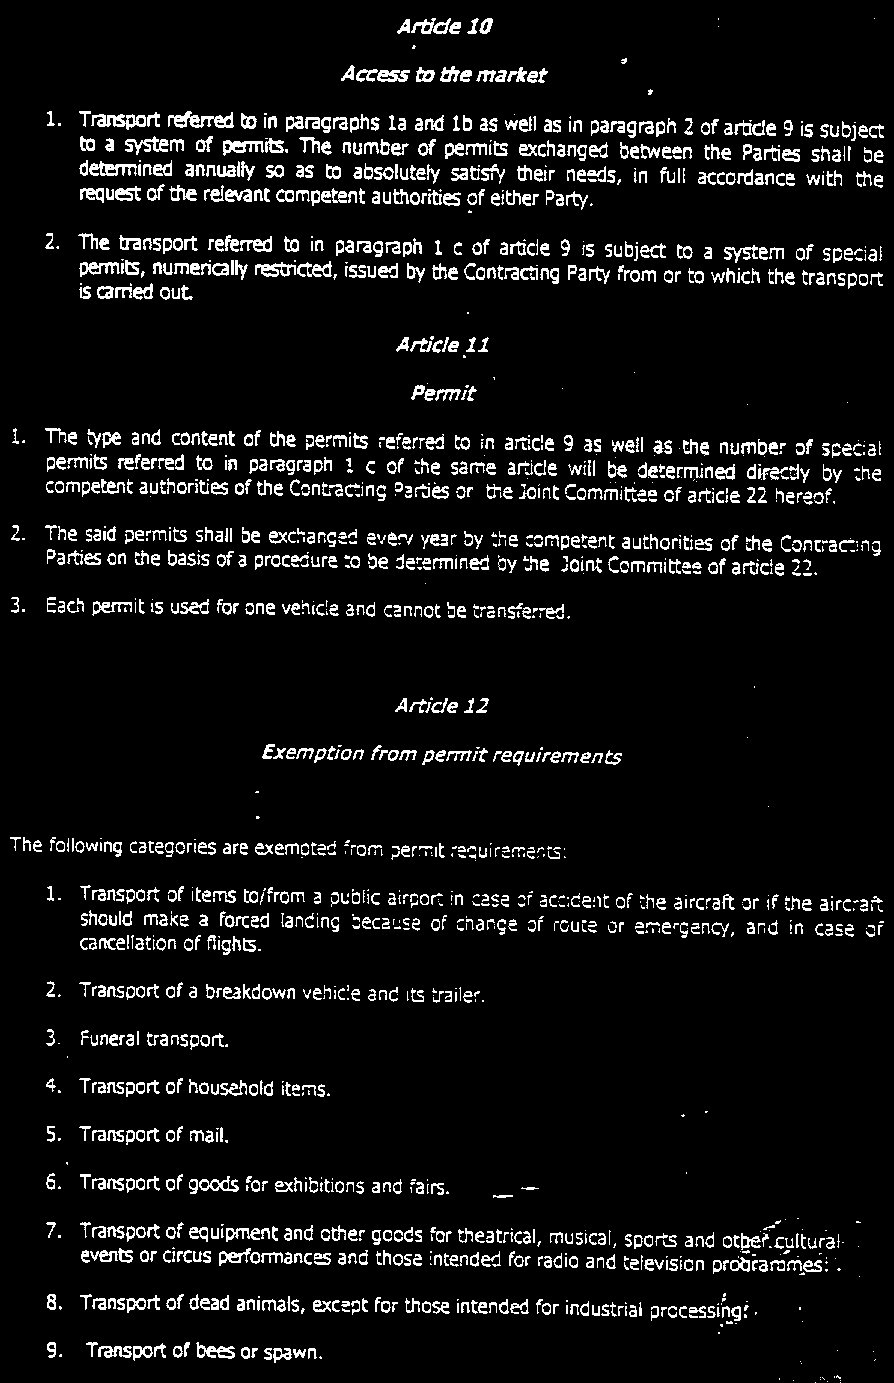 Article 10
Access to the market
1. Transport referred to in paragraphs 1a and 1b as well as in paragraph 2 of article 9 is subject
to a system of permits. The number of permits exchanged between the Parties shall be
determined annually so as to absolutely satisfy their needs, in full accordance with the
request of the relevant competent authorities of either Party.
2. The transport referred to in paragraph 1 c of article 9 is subject to a system of special
permits, numerically restricted, issued by the Contracting Party from or to which the transport
is carried out.
Article 11
Permit
1. The type and content of the permits referred to in article 9 as well as the number of special
permits referred to in paragraph 1 c of the same article will be determined directly by the
competent authorities of the Contracting Parties or the Joint Committee of article 22 hereof.
2. The said permits shall be exchanged every year by the competent authorities of the Contracting
Parties on the basis of a procedure to be determined by the Joint Committee of article 22.
3. Each permit is used for one vehicle and cannot be transferred.
Article 12
Exemption from permit requirements
The following categories are exempted from permit requirements:
1. Transport of items to/from a public airport in case of accident of the aircraft or if the aircraft
should make a forced landing because of change of route or emergency, and in case of
cancellation of flights.
2. Transport of a breakdown vehicle and its trailer.
3. Funeral transport.
4. Transport of household items.
5. Transport of mail.
6. Transport of goods for exhibitions and fairs.
7. Transport of equipment and other goods for theatrical, musical, sports and other cultural
events or circus performances and those intended for radio and television programmes.
8. Transport of dead animals, except for those intended for industrial processing.
9. Transport of bees or spawn.